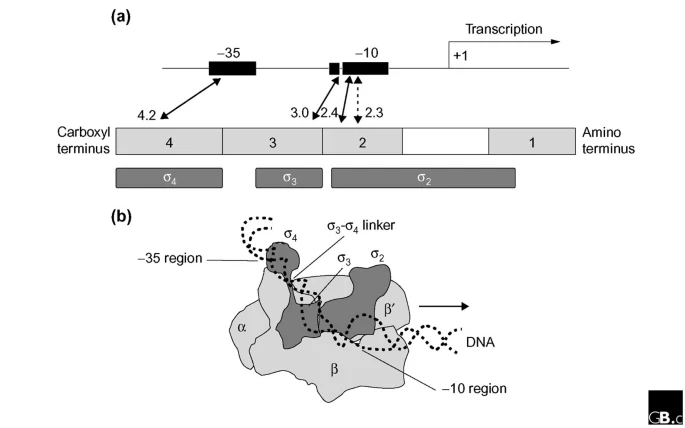 (a)
Transcription
−35
−10
+1
4.2
3.0
2.4
2.3
Carboxyl
terminus
4
3
2
1
Amino
terminus
σ4
σ3
σ2
(b)
σ3-σ4 linker
σ4
σ3
σ2
−35 region
α
β′
β
DNA
−10 region
GB.c